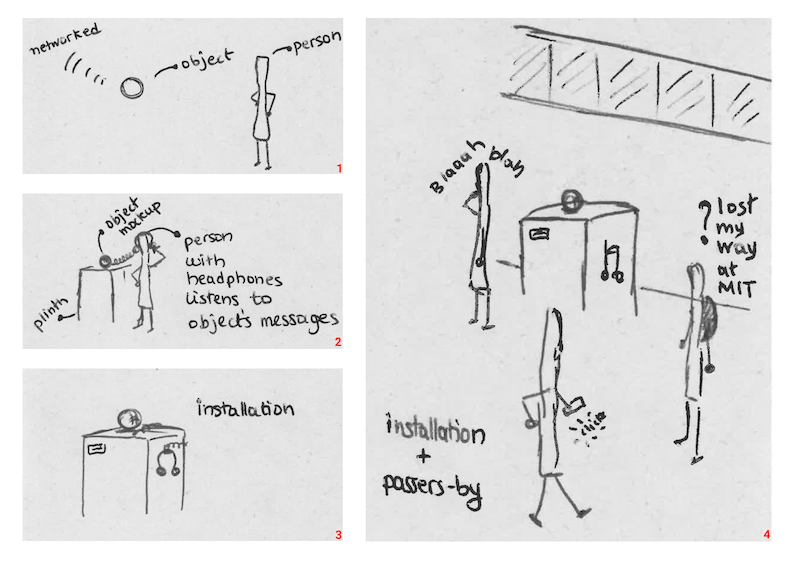 networked
object
person
1
object
mockup
person
with
headphones
listens to
object's messages
plinth
2
installation
3
Blaaah blah
? lost
my
way
at
MIT
click
installation
+
passers-by
4